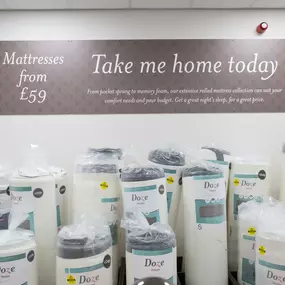 Mattresses
from
£59
Take me home today
From pocket sprung to memory foam, our extensive rolled mattress collection can suit your
comfort needs and your budget. Get a great night's sleep, for a great price.
Doze
Doze
Doze
Doze
Doze
Doze
Doze